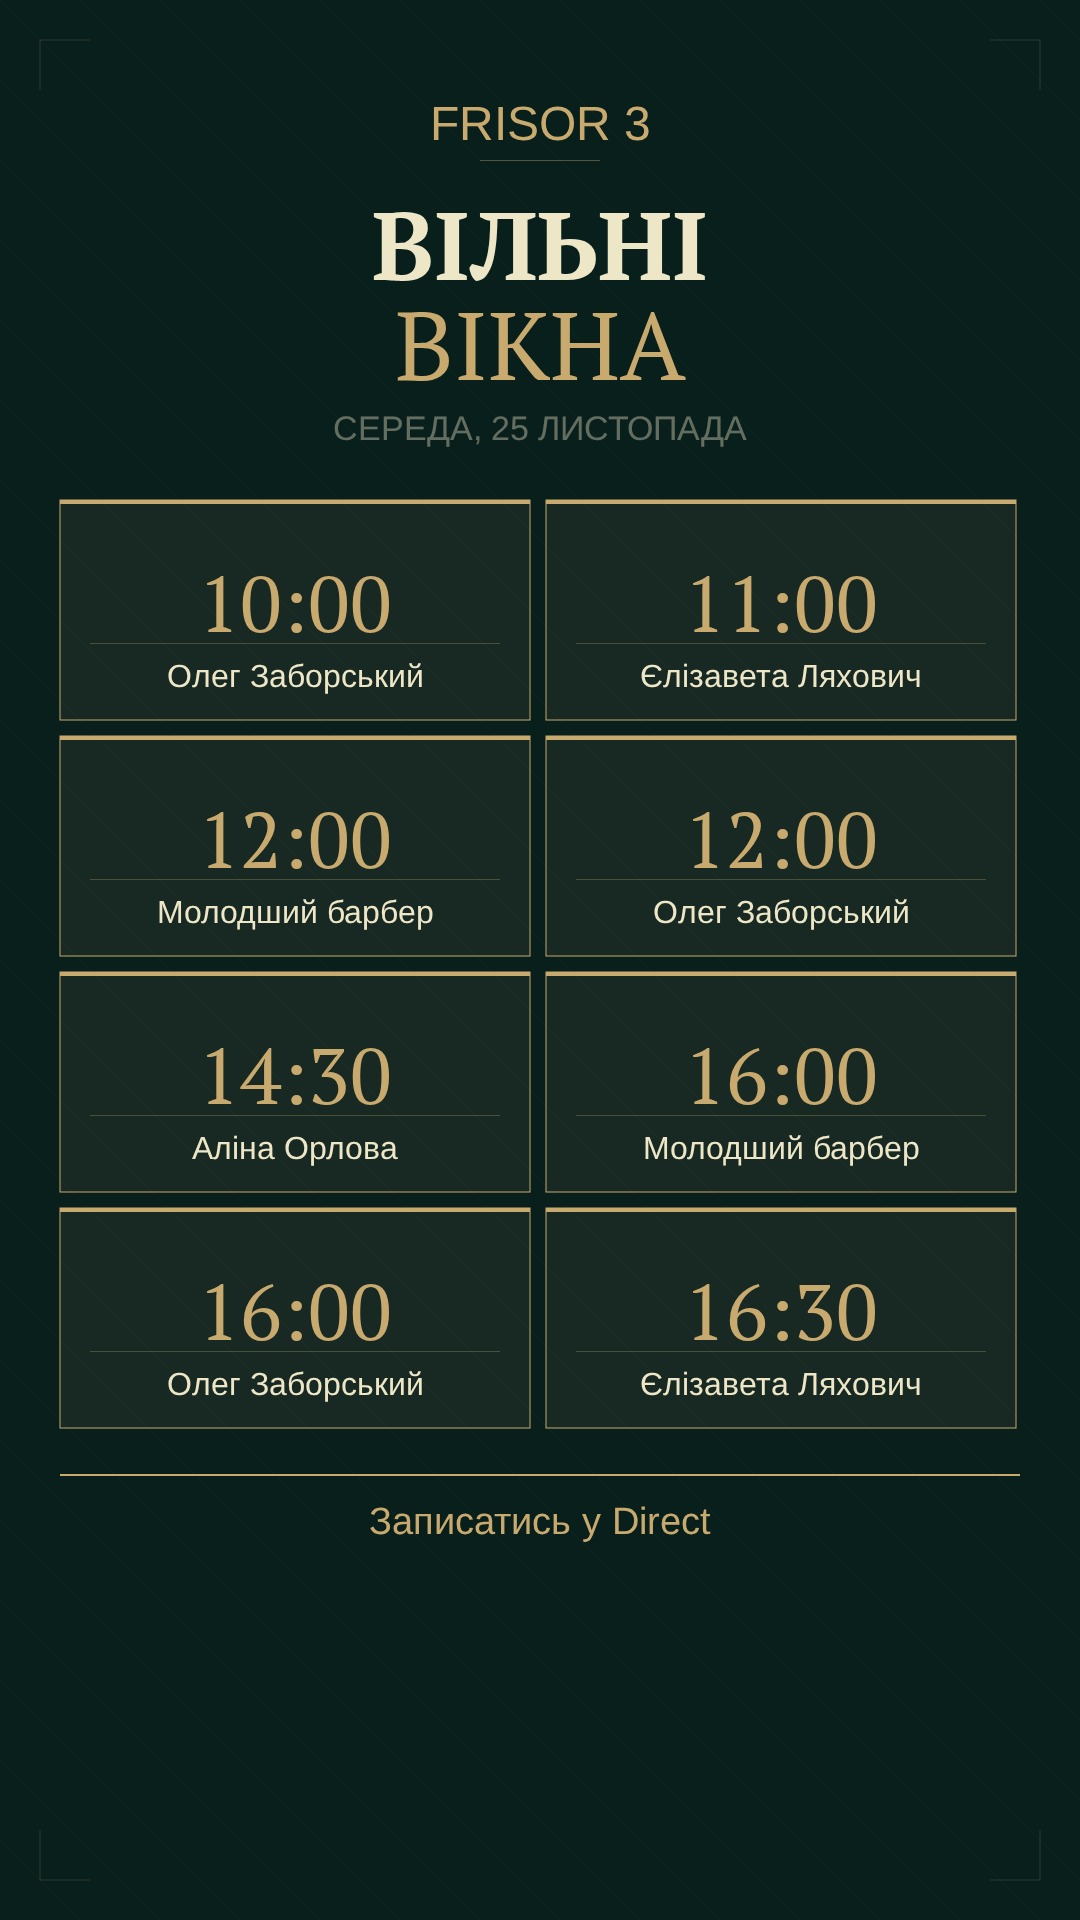 FRISOR 3
ВІЛЬНІ
ВІКНА
СЕРЕДА, 25 ЛИСТОПАДА
10:00
Олег Заборський
11:00
Єлізавета Ляхович
12:00
Молодший барбер
12:00
Олег Заборський
14:30
Аліна Орлова
16:00
Молодший барбер
16:00
Олег Заборський
16:30
Єлізавета Ляхович
Записатись у Direct